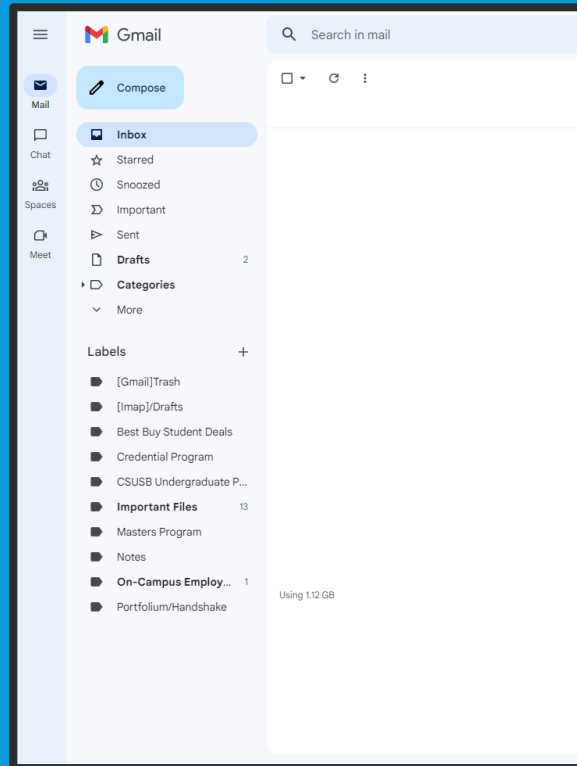 Gmail
Search in mail
Mail
Chat
Spaces
Meet
Compose
Inbox
Starred
Snoozed
Important
Sent
Drafts 2
Categories
More
Labels
[Gmail]Trash
[Imap]/Drafts
Best Buy Student Deals
Credential Program
CSUSB Undergraduate P...
Important Files 13
Masters Program
Notes
On-Campus Employ... 1
Portfolium/Handshake
Using 1.12 GB